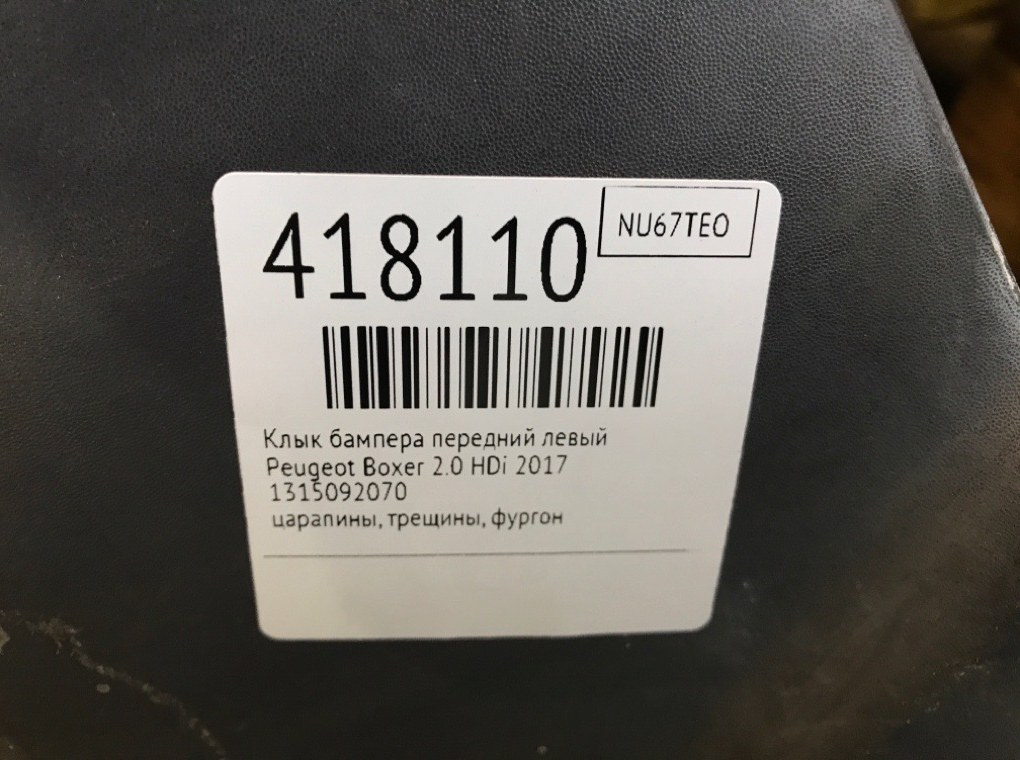 418110
NU67TEO
Клык бампера передний левый
Peugeot Boxer 2.0 HDi 2017
1315092070
царапины, трещины, фургон